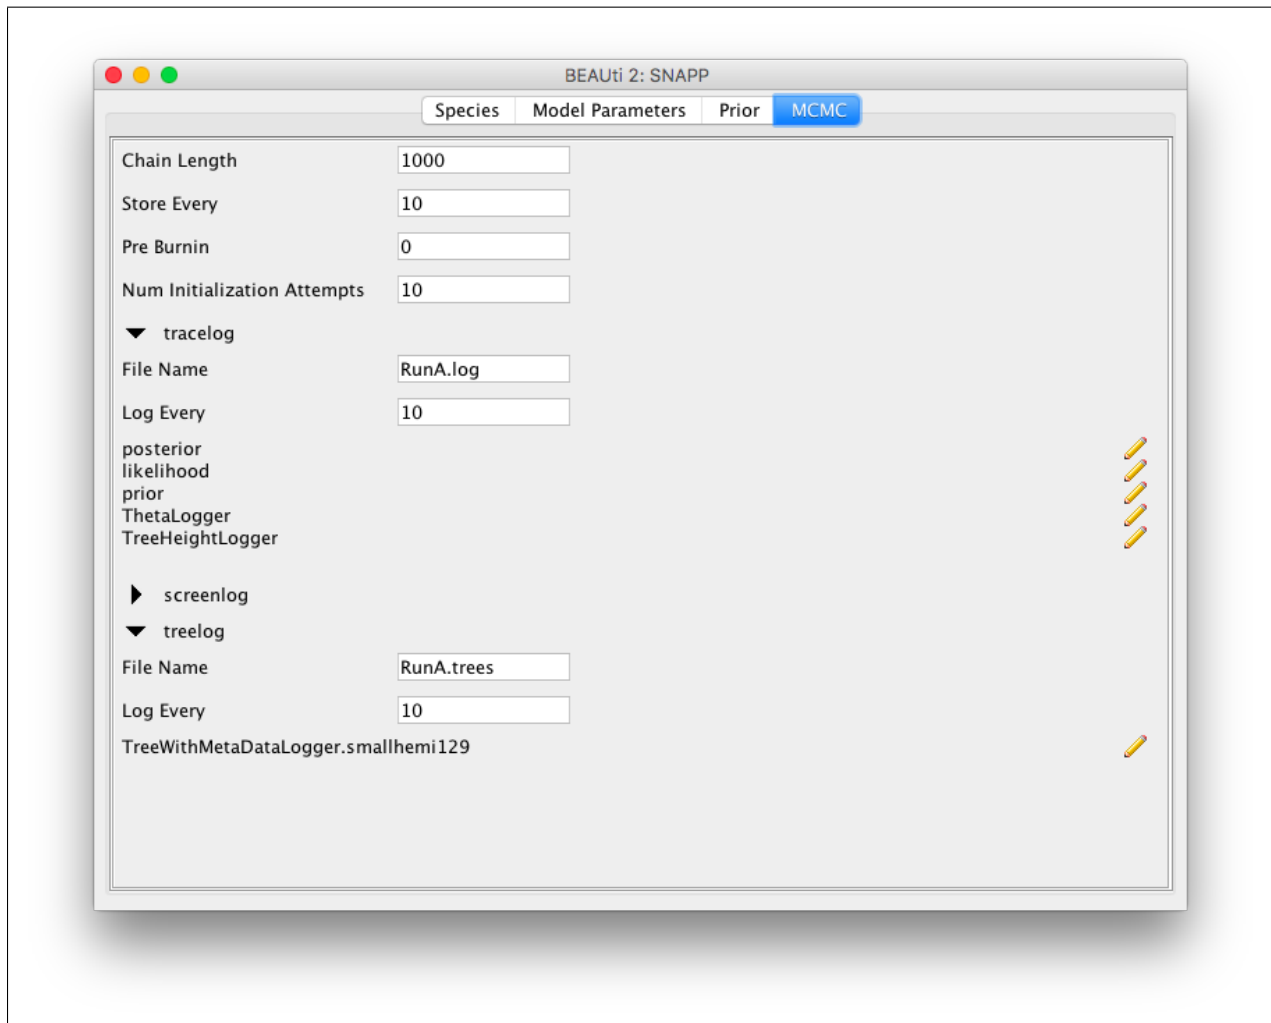 BEAUti 2: SNAPP
Species Model Parameters Prior MCMC
Chain Length 1000
Store Every 10
Pre Burnin 0
Num Initialization Attempts 10
tracelog
File Name RunA.log
Log Every 10
posterior
likelihood
prior
ThetaLogger
TreeHeightLogger
screenlog
treelog
File Name RunA.trees
Log Every 10
TreeWithMetaDataLogger.smallhemi129